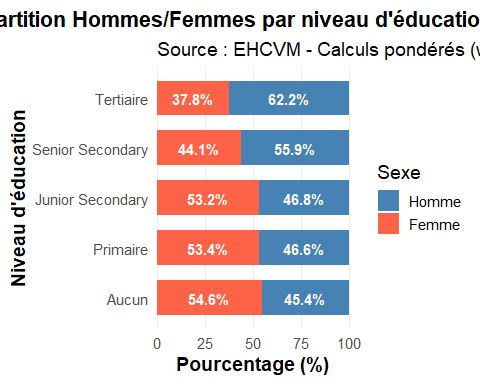 artition Hommes/Femmes par niveau d'éducatio
Source : EHCVM - Calculs pondérés (
Niveau d'éducation
Tertiaire
37.8%
62.2%
Senior Secondary
44.1%
55.9%
Junior Secondary
53.2%
46.8%
Primaire
53.4%
46.6%
Aucun
54.6%
45.4%
0 25 50 75 100
Pourcentage (%)
Sexe
Homme
Femme